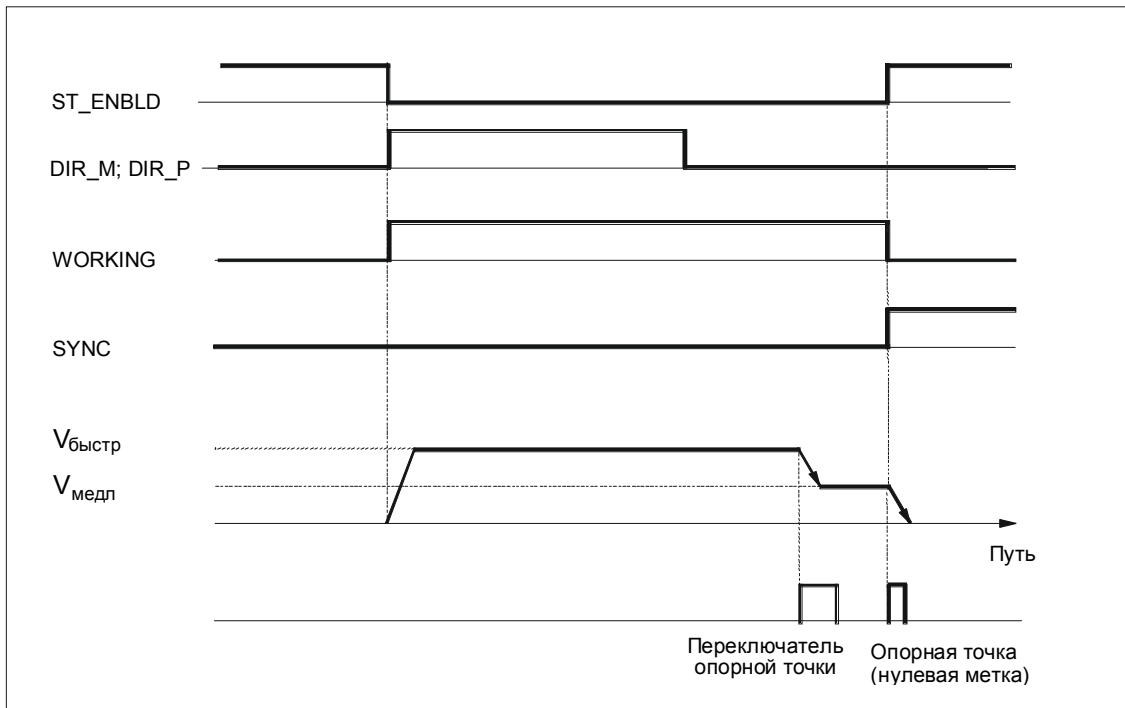 ST_ENBLD
DIR_M; DIR_P
WORKING
SYNC
Vбыстр
Vмедл
Путь
Переключатель
опорной точки
Опорная точка
(нулевая метка)